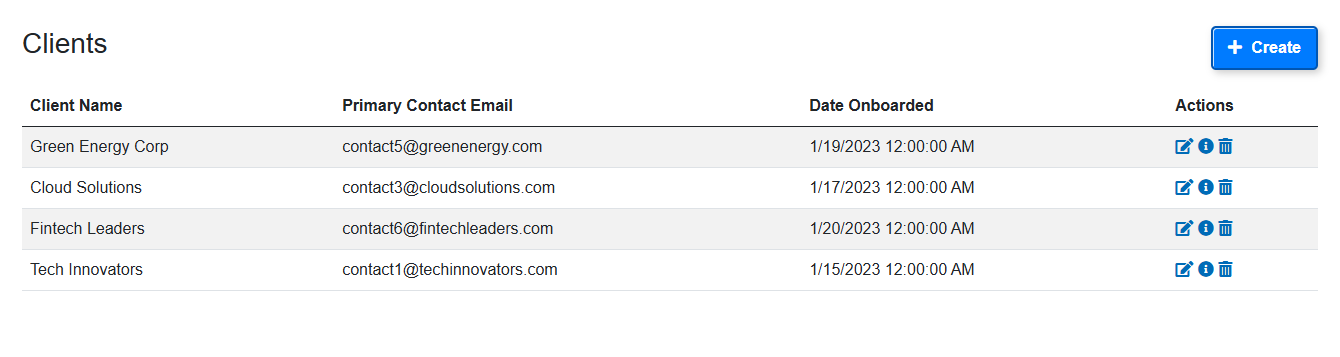 Clients
Create
Client Name Primary Contact Email Date Onboarded Actions
Green Energy Corp contact5@greenenergy.com 1/19/2023 12:00:00 AM
Cloud Solutions contact3@cloudsolutions.com 1/17/2023 12:00:00 AM
Fintech Leaders contact6@fintechleaders.com 1/20/2023 12:00:00 AM
Tech Innovators contact1@techinnovators.com 1/15/2023 12:00:00 AM